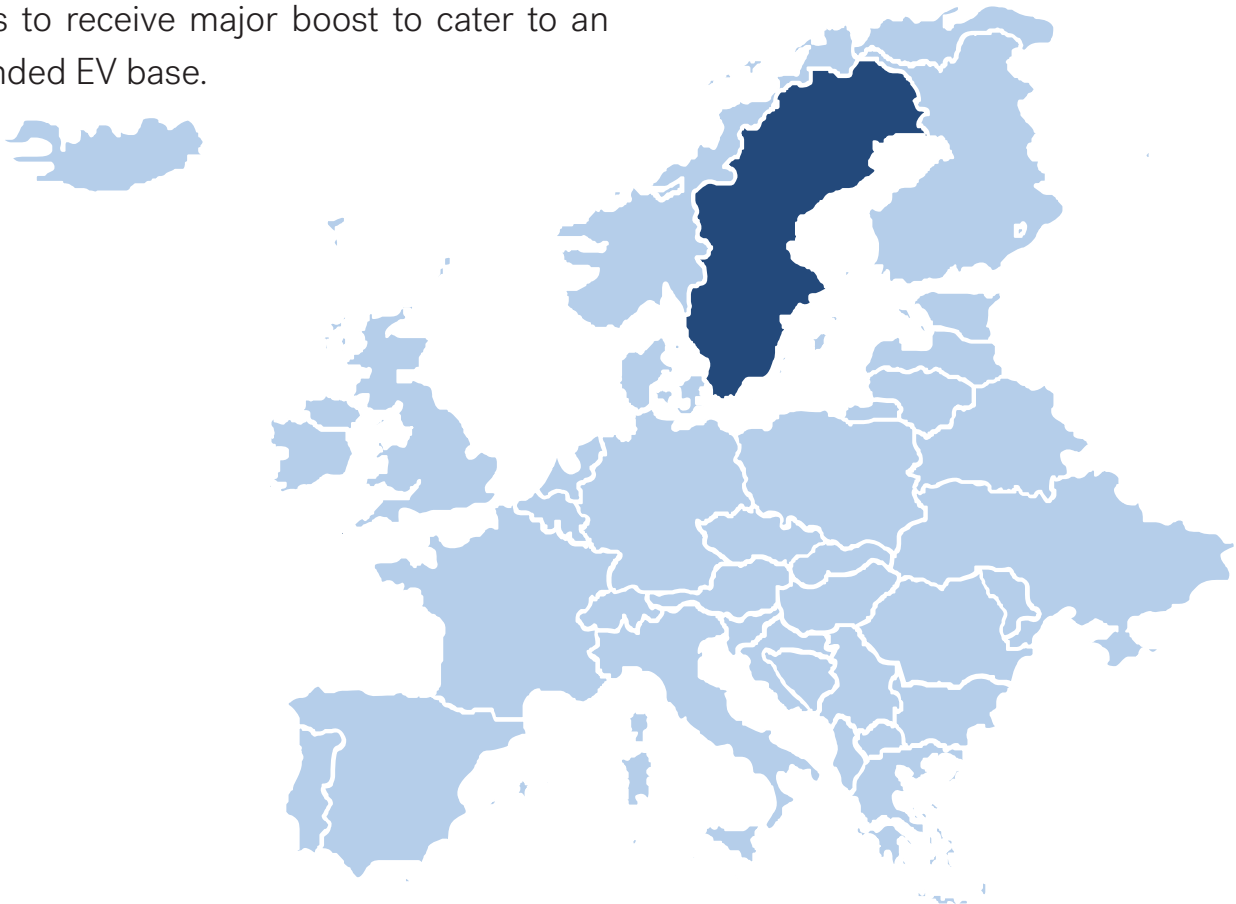 s to receive major boost to cater to an
nded EV base.